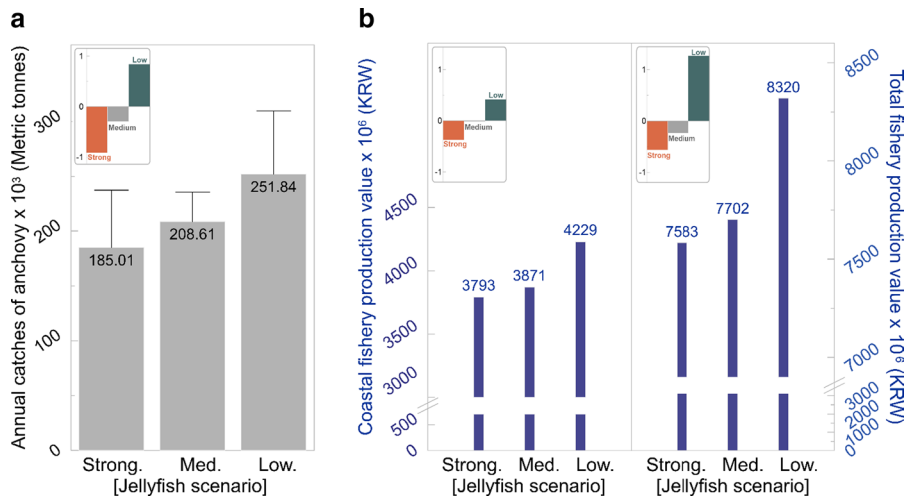 a
Annual catches of anchovy x 10³ (Metric tonnes)
300
200
100
0
1
0
-1
Low
Medium
Strong
185.01
208.61
251.84
Strong. Med. Low.
[Jellyfish scenario]
b
Coastal fishery production value x 10⁶ (KRW)
4500
4000
3500
3000
500
0
1
0
-1
Low
Medium
Strong
3793
3871
4229
Strong. Med. Low.
[Jellyfish scenario]
1
0
-1
Low
Medium
Strong
7583
7702
8320
Strong. Med. Low.
[Jellyfish scenario]
8500
8000
7500
7000
3000
2000
1000
0
Total fishery production value x 10⁶ (KRW)